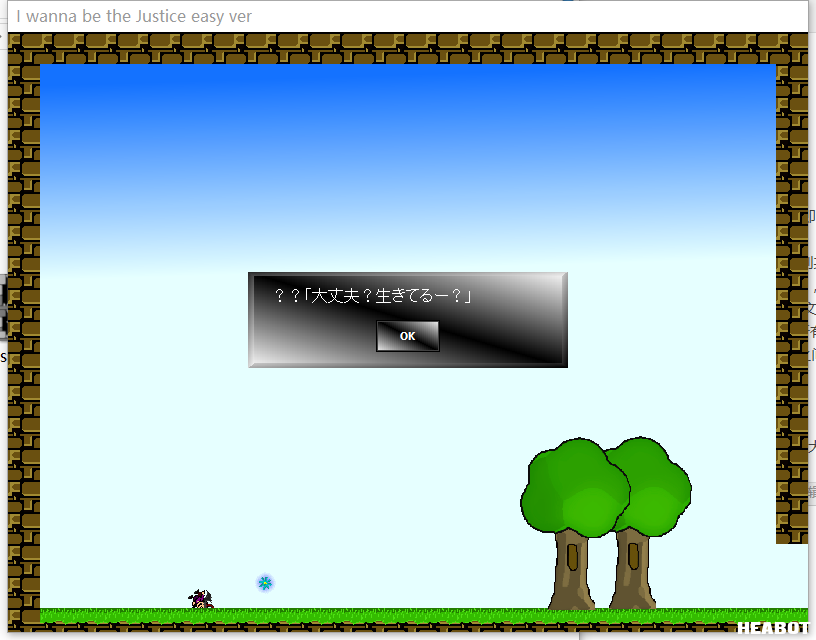 I wanna be the Justice easy ver
？？「大丈夫？生きてるー？」
OK
HEABOT